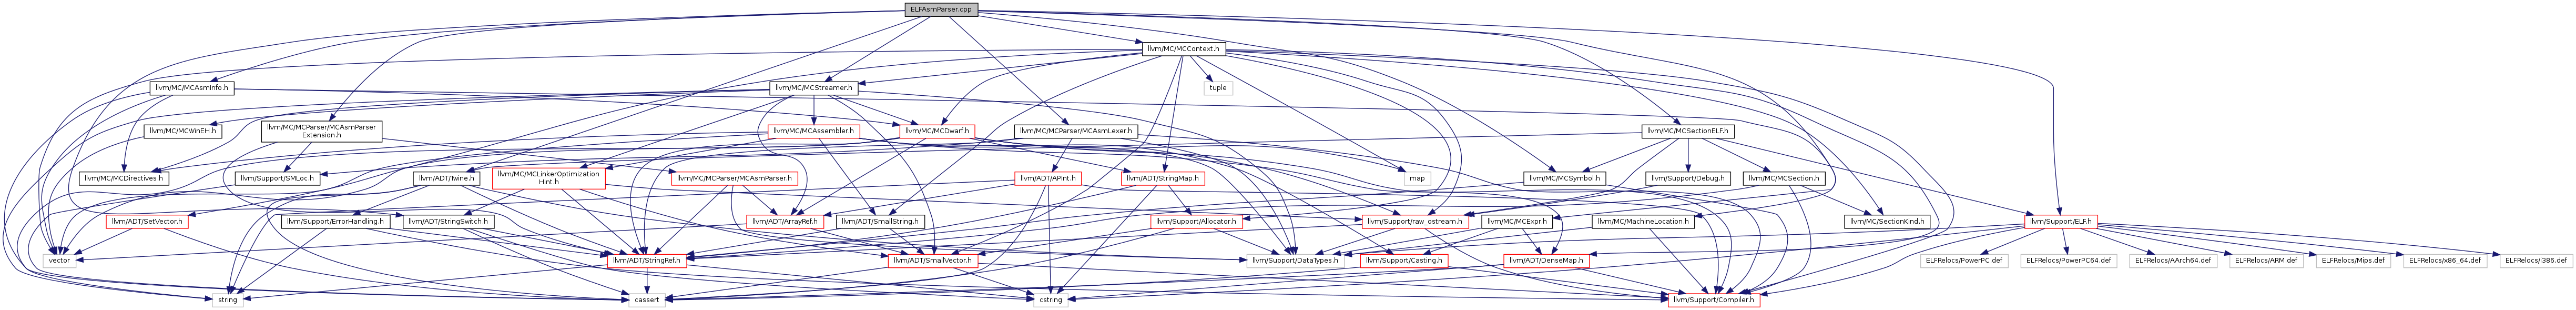 ELFAsmParser.cpp
llvm/MC/MCContext.h
llvm/MC/MCAsmInfo.h
llvm/MC/MCStreamer.h
tuple
llvm/MC/MCWinEH.h
llvm/MC/MCParser/MCAsmParser
Extension.h
llvm/MC/MCAssembler.h
llvm/MC/MCDwarf.h
llvm/MC/MCParser/MCAsmLexer.h
llvm/MC/MCSectionELF.h
llvm/MC/MCDirectives.h
llvm/Support/SMLoc.h
llvm/ADT/Twine.h
llvm/MC/MCLinkerOptimization
Hint.h
llvm/MC/MCParser/MCAsmParser.h
llvm/ADT/APInt.h
llvm/ADT/StringMap.h
map
llvm/MC/MCSymbol.h
llvm/Support/Debug.h
llvm/MC/MCSection.h
llvm/ADT/SetVector.h
llvm/Support/ErrorHandling.h
llvm/ADT/StringSwitch.h
llvm/ADT/ArrayRef.h
llvm/ADT/SmallString.h
llvm/Support/Allocator.h
llvm/Support/raw_ostream.h
llvm/MC/MCExpr.h
llvm/MC/MachineLocation.h
llvm/MC/SectionKind.h
llvm/Support/ELF.h
vector
llvm/ADT/StringRef.h
llvm/ADT/SmallVector.h
llvm/Support/DataTypes.h
llvm/Support/Casting.h
llvm/ADT/DenseMap.h
ELFRelocs/PowerPC.def
ELFRelocs/PowerPC64.def
ELFRelocs/AArch64.def
ELFRelocs/ARM.def
ELFRelocs/Mips.def
ELFRelocs/x86_64.def
ELFRelocs/i386.def
string
cassert
cstring
llvm/Support/Compiler.h